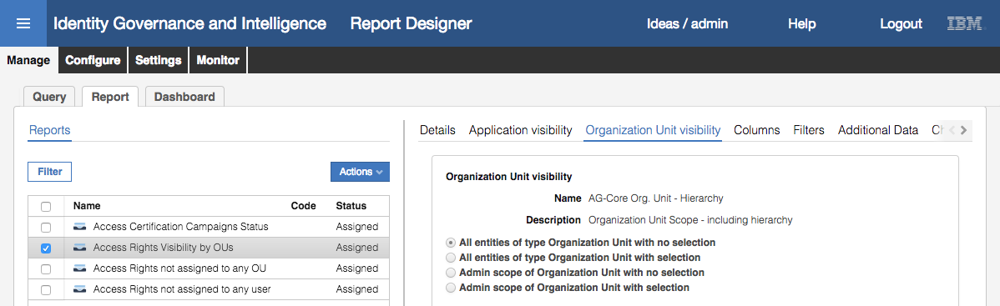 Identity Governance and Intelligence Report Designer Ideas / admin Help Logout IBM
Manage Configure Settings Monitor
Query Report Dashboard
Reports
Filter Actions
Name Code Status
Access Certification Campaigns Status Assigned
Access Rights Visibility by OUs Assigned
Access Rights not assigned to any OU Assigned
Access Rights not assigned to any user Assigned
Details Application visibility Organization Unit visibility Columns Filters Additional Data
Organization Unit visibility
Name AG-Core Org. Unit - Hierarchy
Description Organization Unit Scope - including hierarchy
All entities of type Organization Unit with no selection
All entities of type Organization Unit with selection
Admin scope of Organization Unit with no selection
Admin scope of Organization Unit with selection